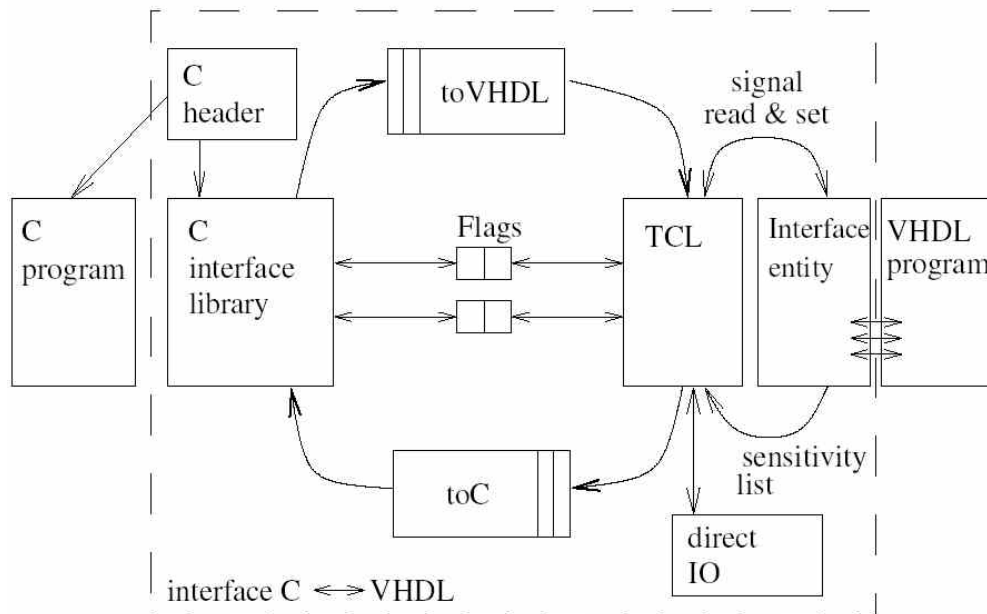 C
header
toVHDL
signal
read & set
C
program
C
interface
library
Flags
TCL
Interface
entity
VHDL
program
toC
sensitivity
list
direct
IO
interface C
VHDL